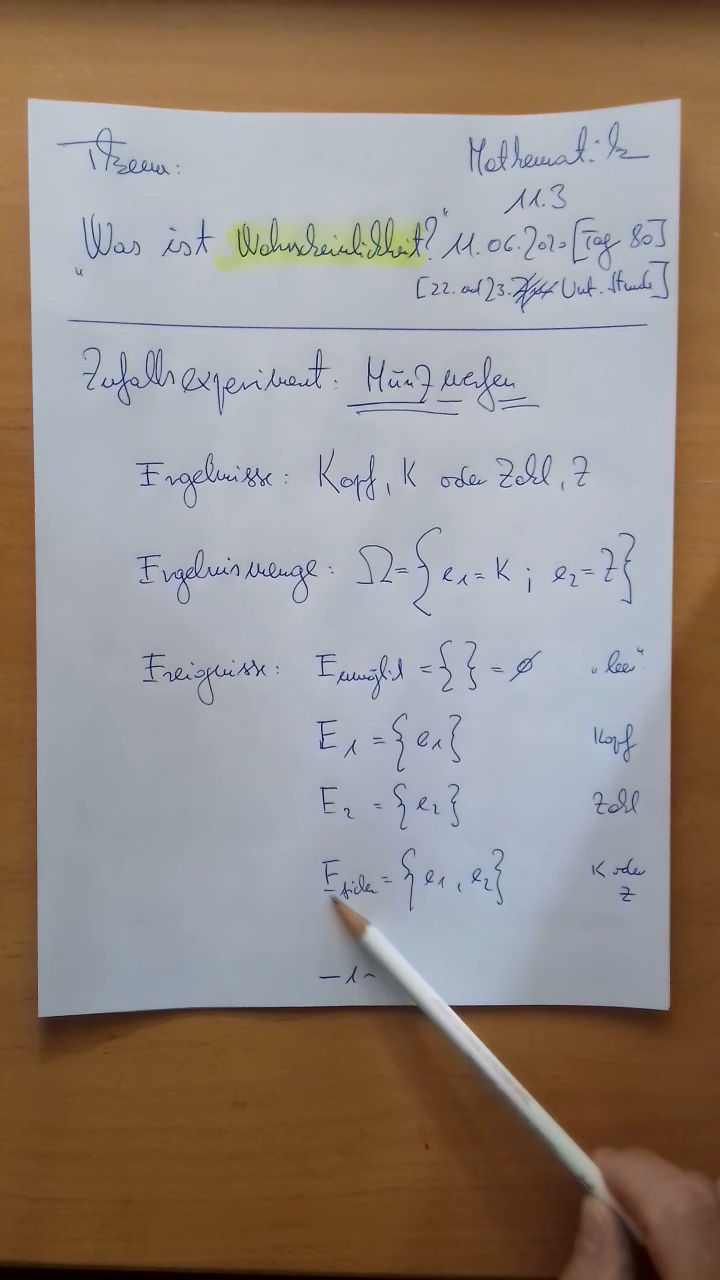 Thema: Mathematik
11.3
„Was ist Wahrscheinlichkeit?“ 11.06.2020 [Tag 80]
[22. und 23. Unt. Stunde]
Zufallsexperiment: Münzwerfen
Ergebnisse: Kopf, K oder Zahl, Z
Ergebnismenge: Ω = { e₁ = K ; e₂ = Z }
Ereignisse: E unmöglich = { } = ∅ „leer“
E₁ = { e₁ } Kopf
E₂ = { e₂ } Zahl
E sicher = { e₁ , e₂ } K oder
Z
– 1 –